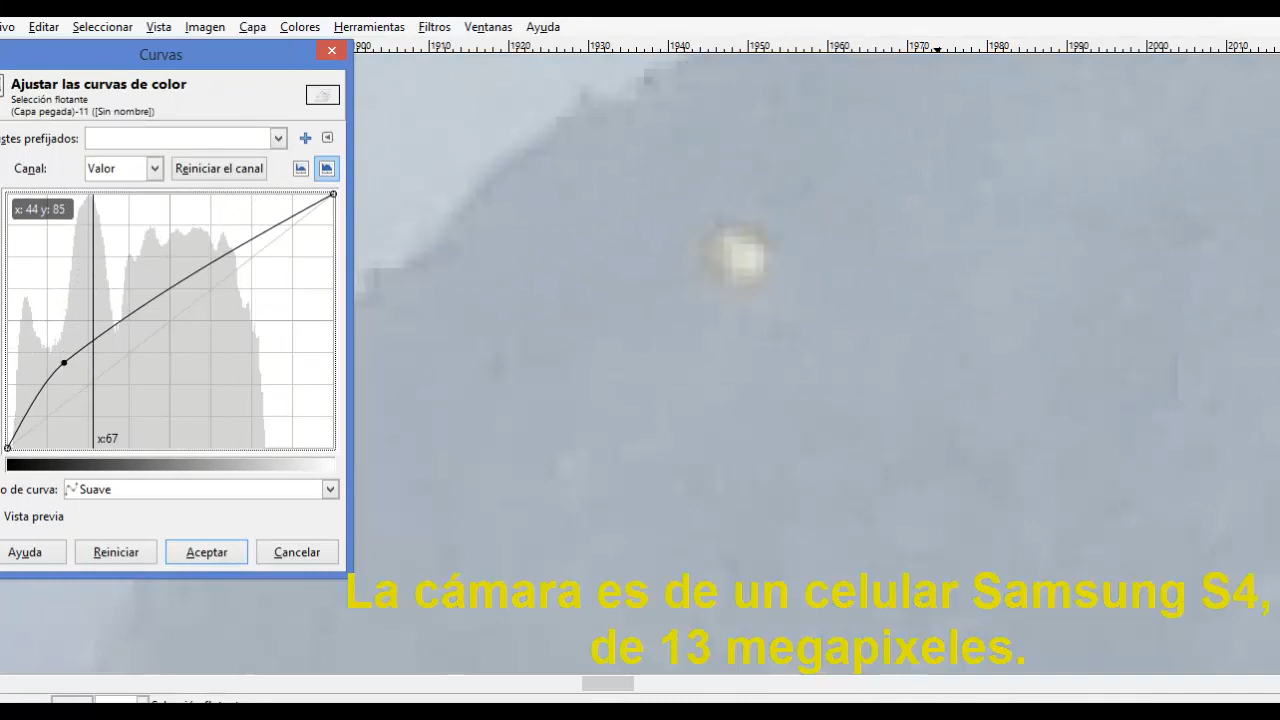 ivo Editar Seleccionar Vista Imagen Capa Colores Herramientas Filtros Ventanas Ayuda
Curvas
900 1910 1920 1930 1940 1950 1960 1970 1980 1990 2000 2010
Ajustar las curvas de color
Selección flotante
(Capa pegada)-11 ([Sin nombre])
stes prefijados:
Canal: Valor Reiniciar el canal
x: 44 y: 85
x:67
o de curva: Suave
Vista previa
Ayuda Reiniciar Aceptar Cancelar
La cámara es de un celular Samsung S4,
de 13 megapixeles.